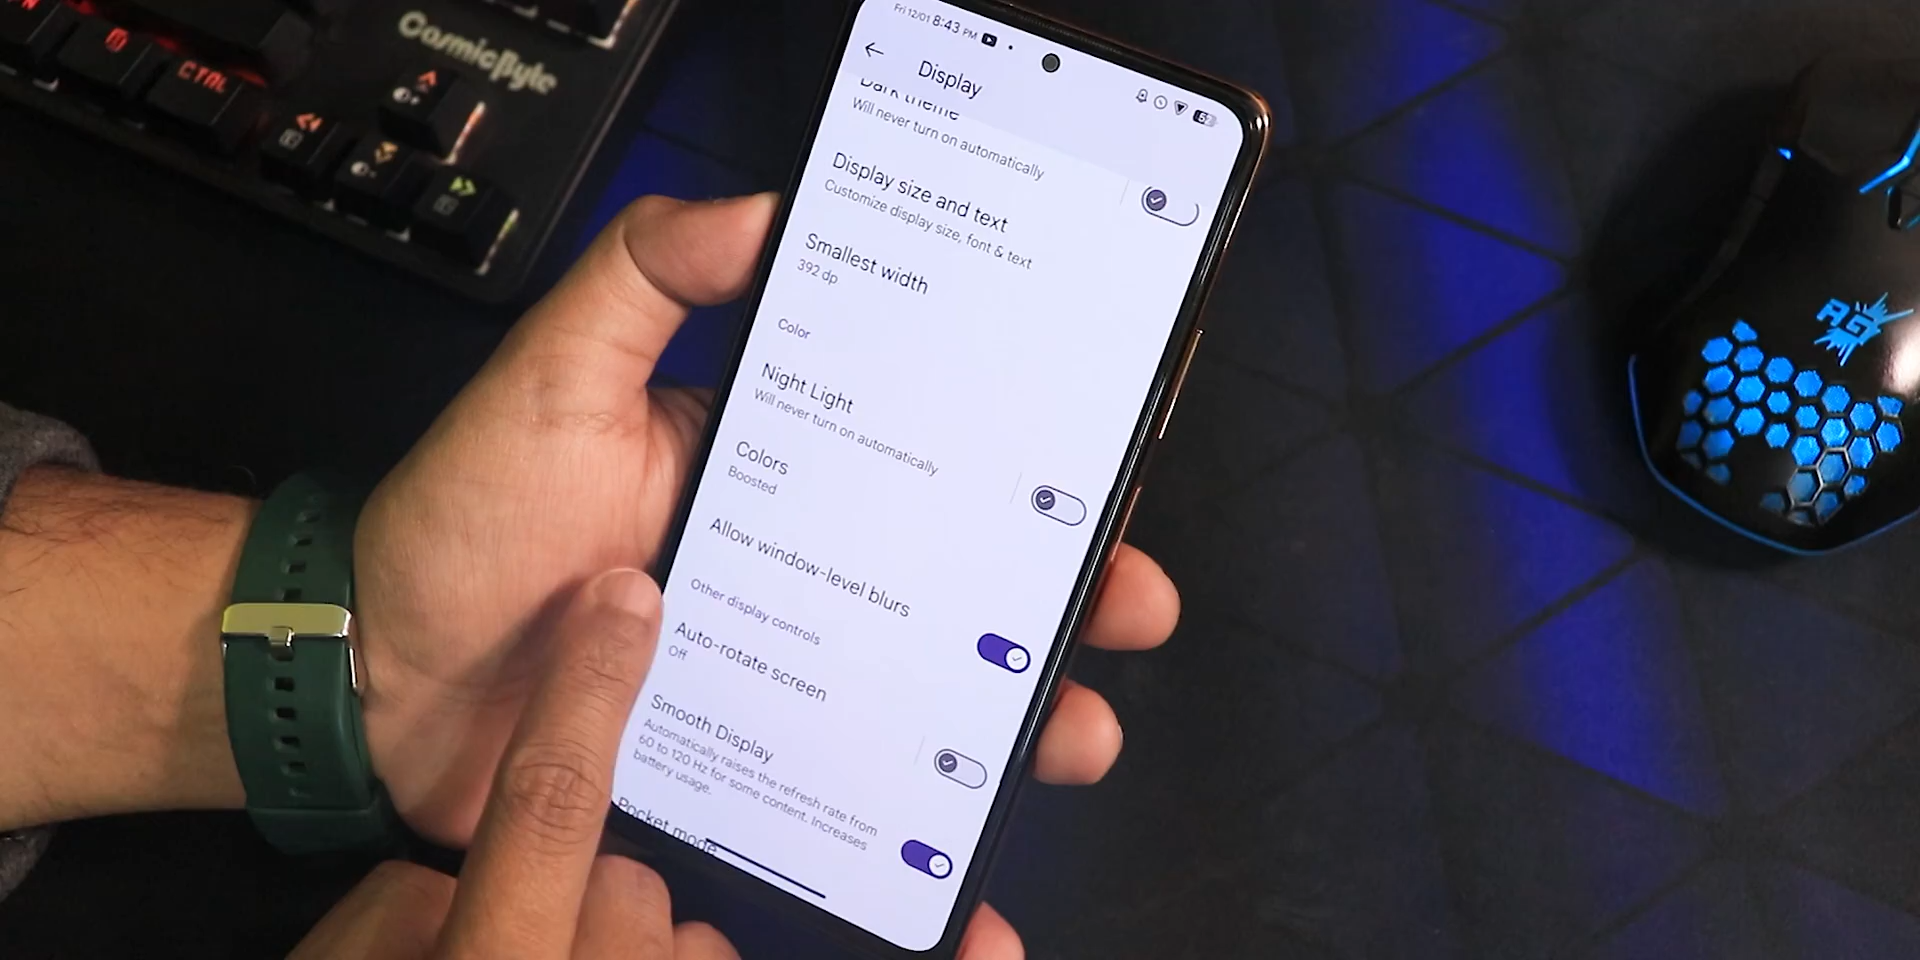 CosmicByte
CTRL
Fri 12/01 8:43 PM
62
Display
Dark theme
Will never turn on automatically
Display size and text
Customize display size, font & text
Smallest width
392 dp
Color
Night Light
Will never turn on automatically
Colors
Boosted
Allow window-level blurs
Other display controls
Auto-rotate screen
Off
Smooth Display
Automatically raises the refresh rate from
60 to 120 Hz for some content. Increases
battery usage.
Pocket mode